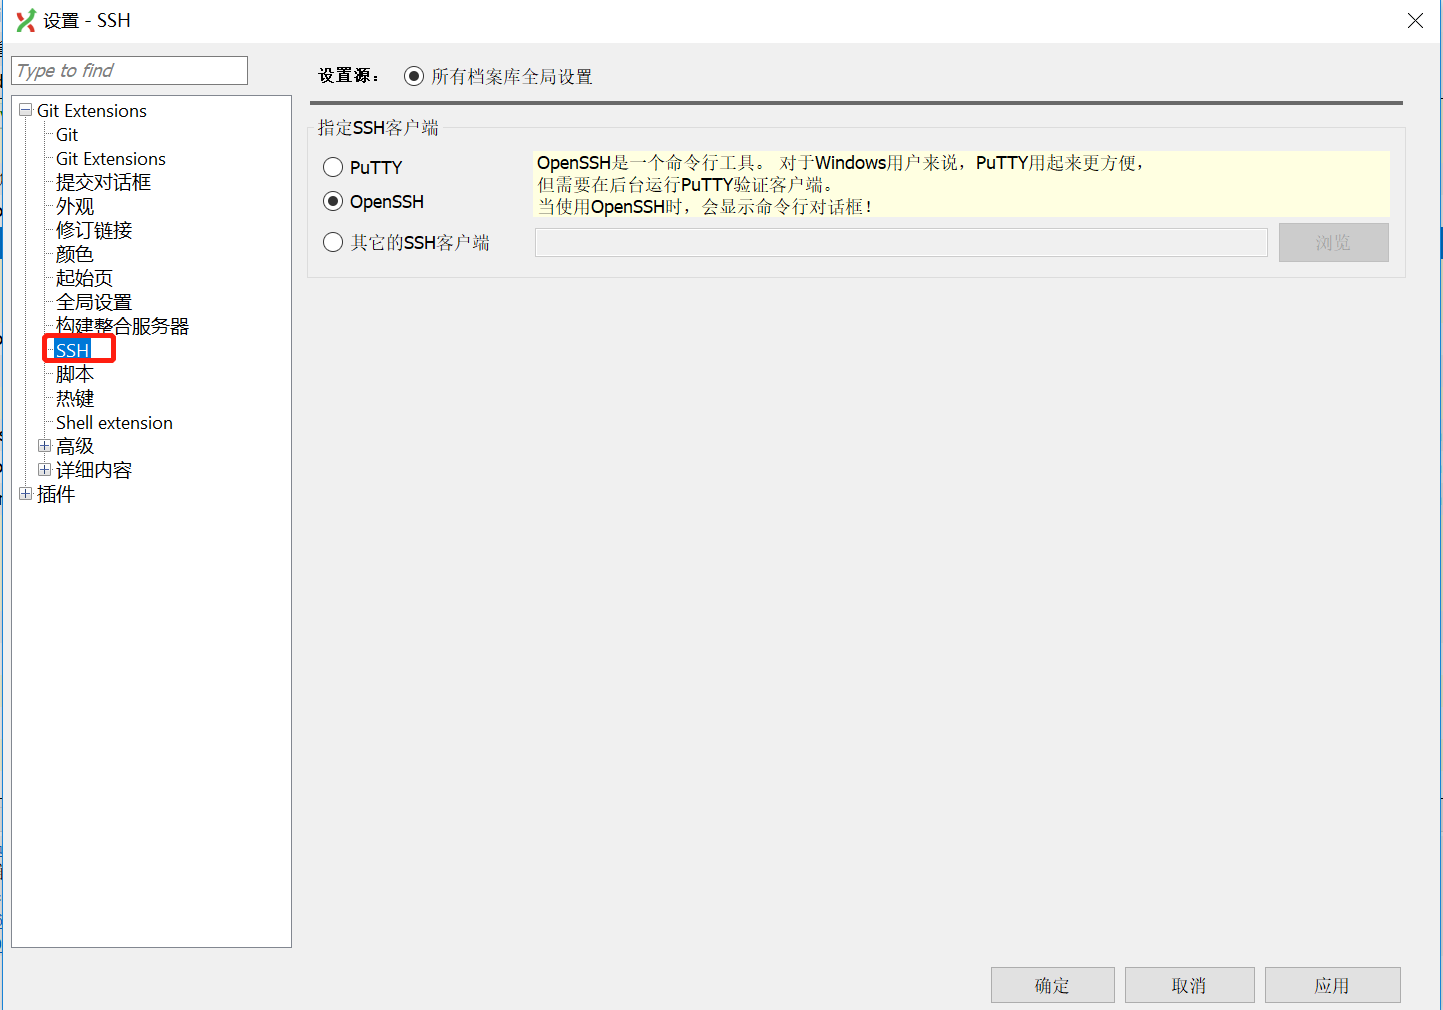 设置 - SSH
Type to find
Git Extensions
Git
Git Extensions
提交对话框
外观
修订链接
颜色
起始页
全局设置
构建整合服务器
SSH
脚本
热键
Shell extension
高级
详细内容
插件
设置源：
所有档案库全局设置
指定SSH客户端
PuTTY
OpenSSH
其它的SSH客户端
OpenSSH是一个命令行工具。 对于Windows用户来说，PuTTY用起来更方便，
但需要在后台运行PuTTY验证客户端。
当使用OpenSSH时，会显示命令行对话框！
浏览
确定
取消
应用